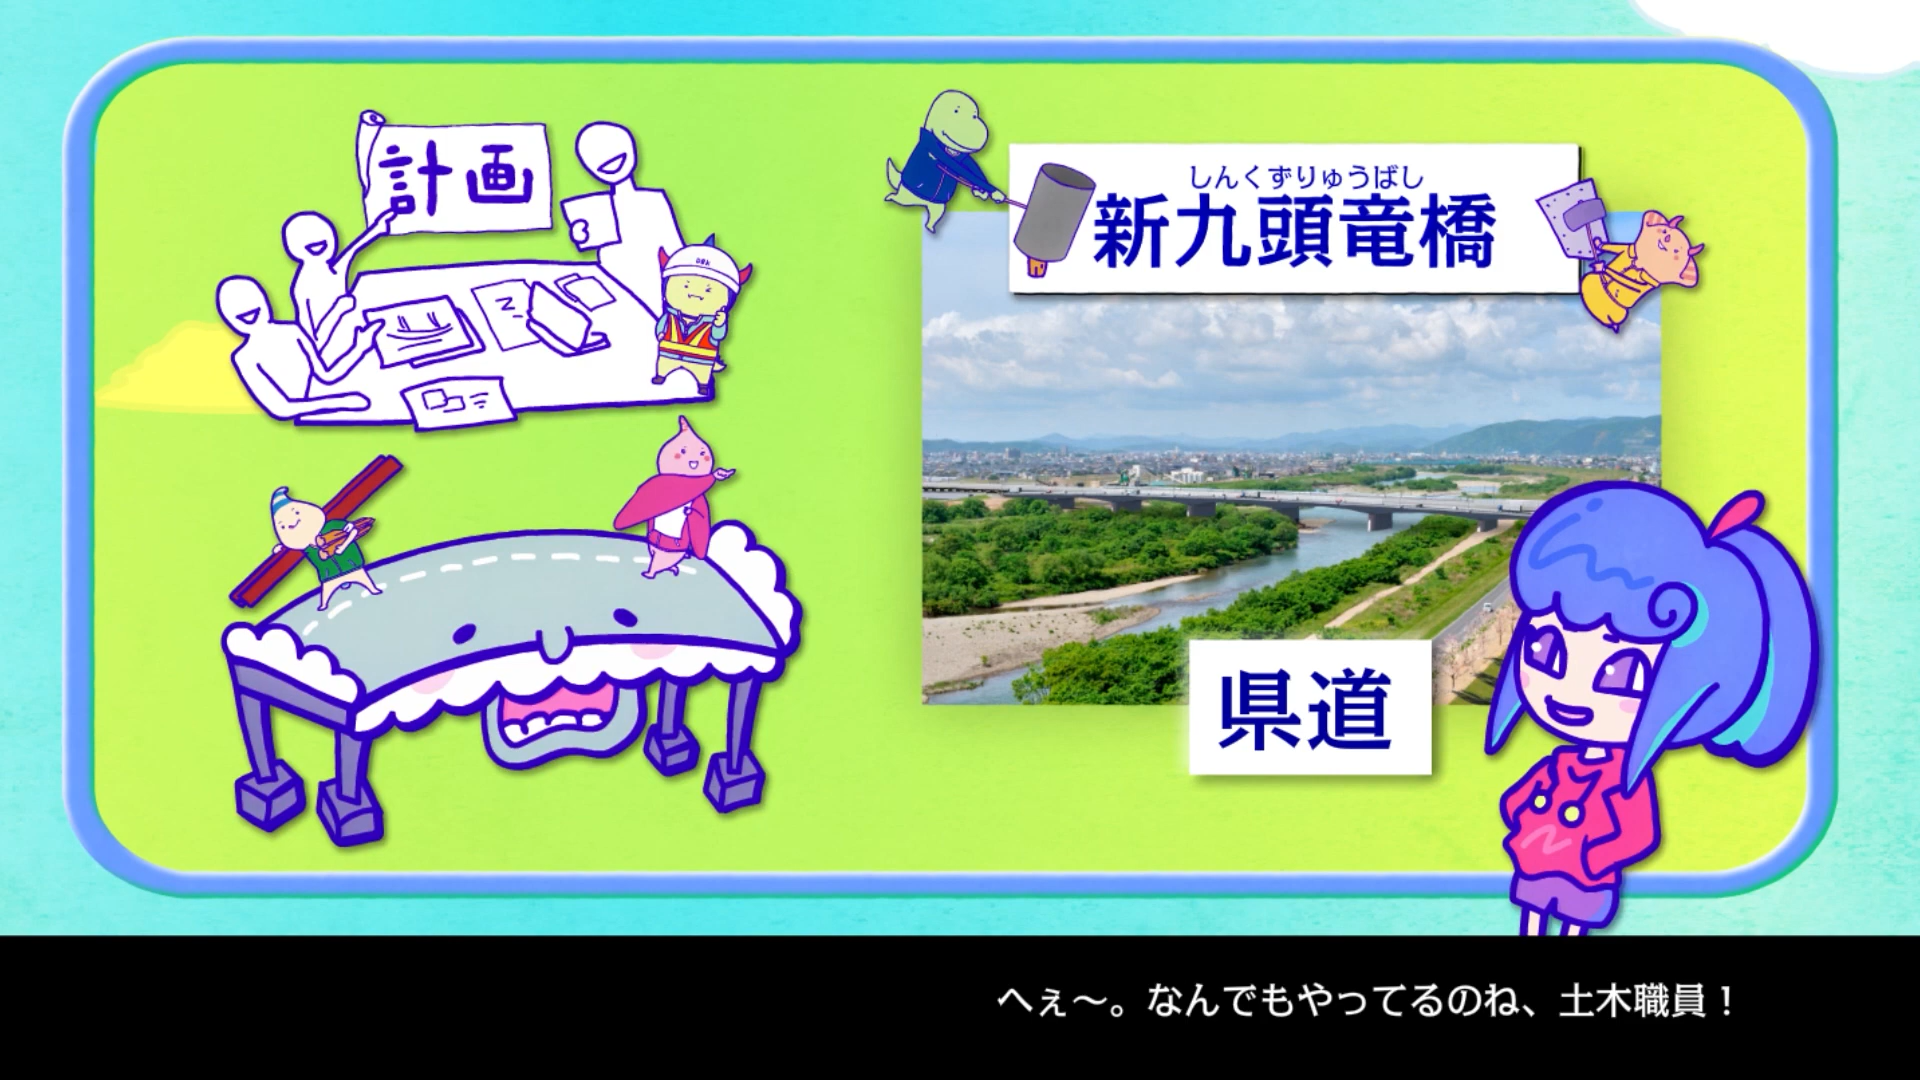 計画
しんくずりゅうばし
新九頭竜橋
県道
へぇ～。なんでもやってるのね、土木職員！